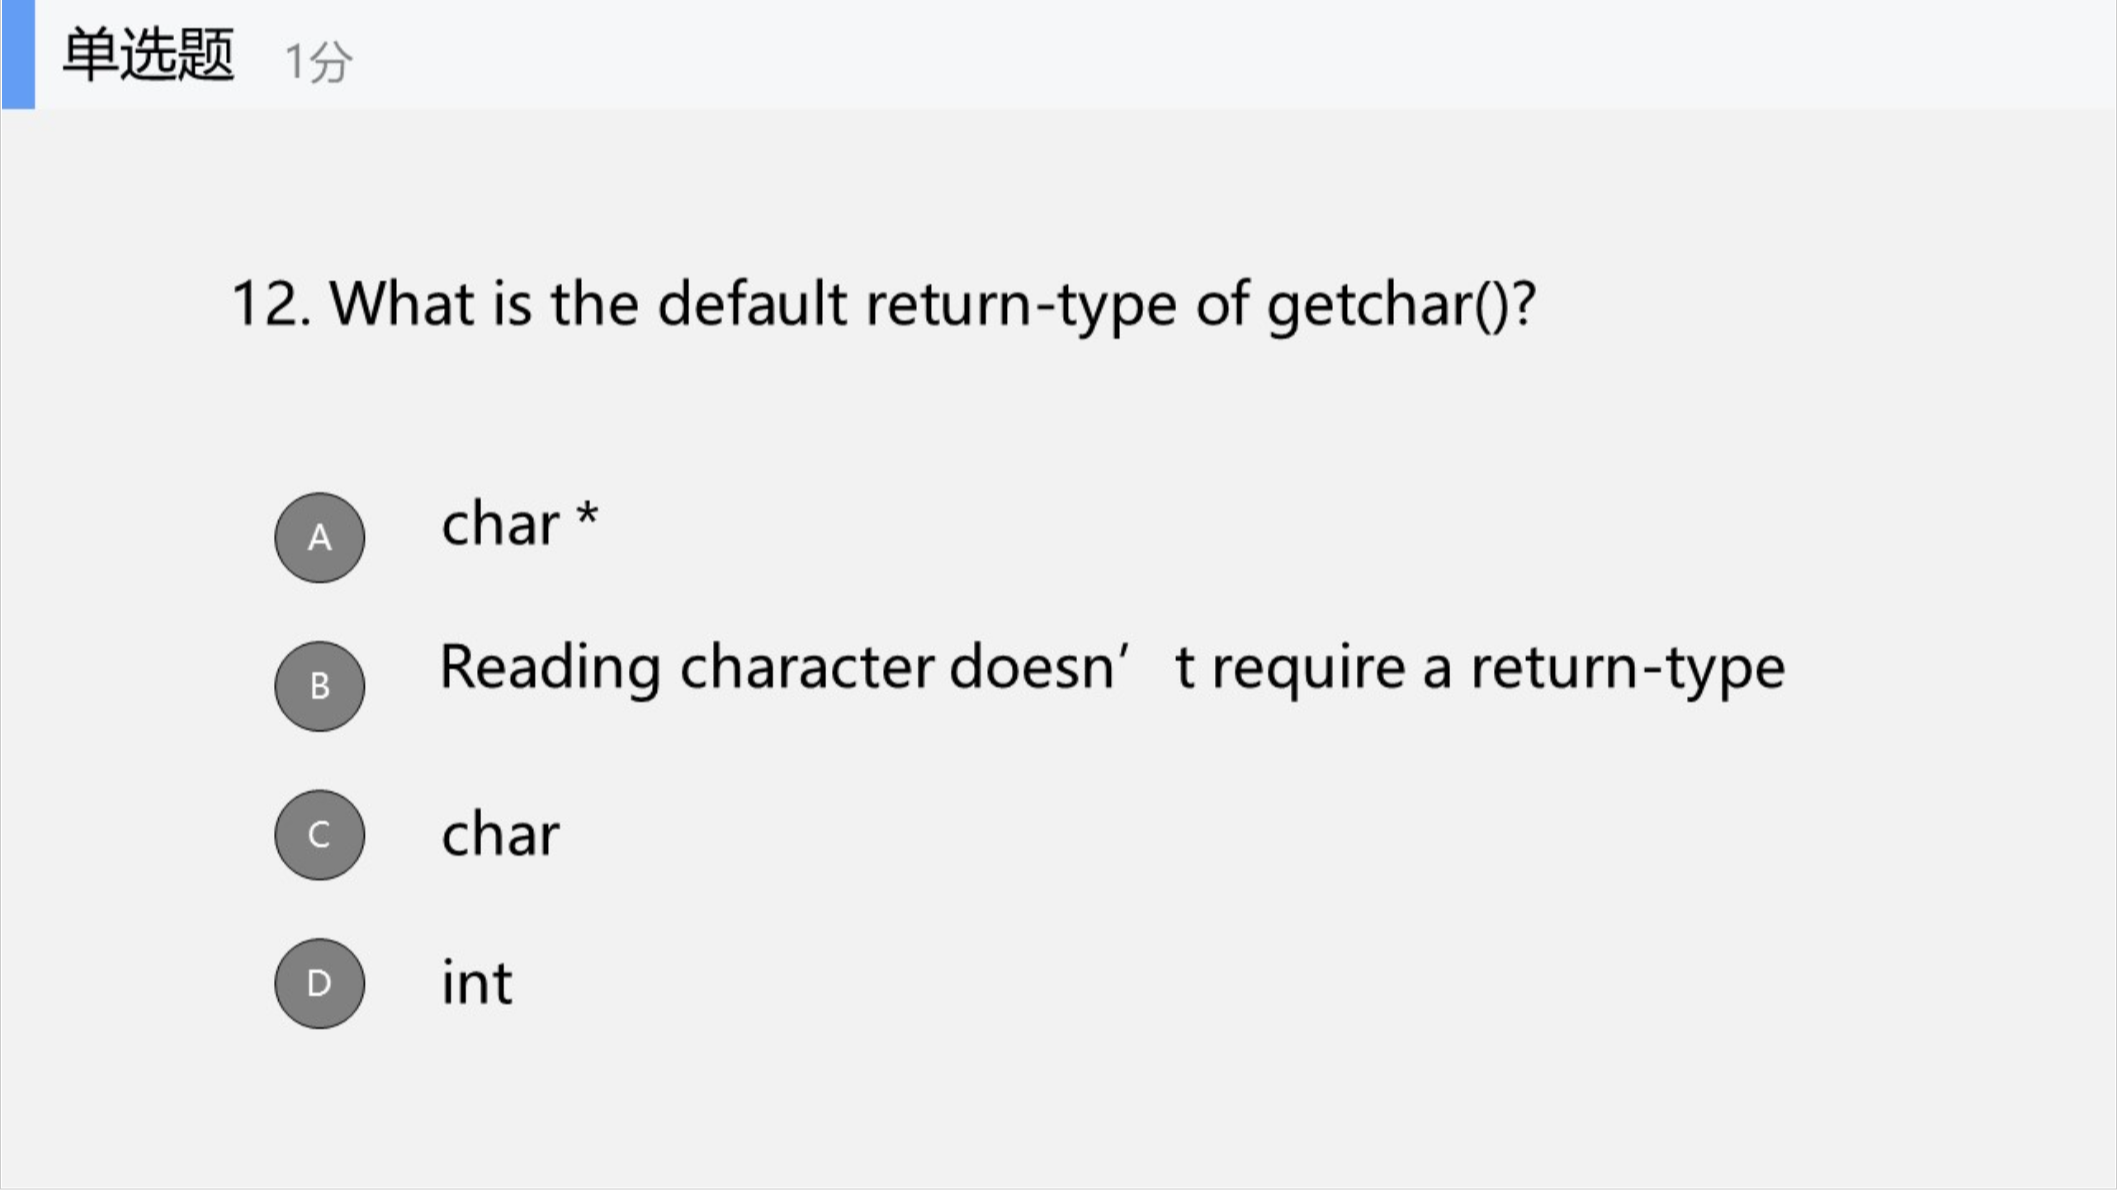 单选题 1分
12. What is the default return-type of getchar()?
A char *
B Reading character doesn’ t require a return-type
C char
D int